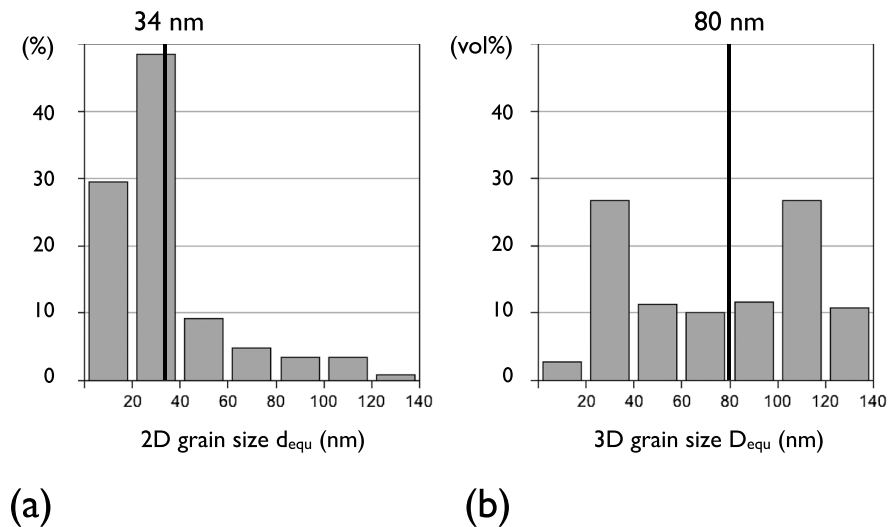 34 nm
(%)
40
30
20
10
0
20 40 60 80 100 120 140
2D grain size dequ (nm)
(a)
80 nm
(vol%)
40
30
20
10
0
20 40 60 80 100 120 140
3D grain size Dequ (nm)
(b)